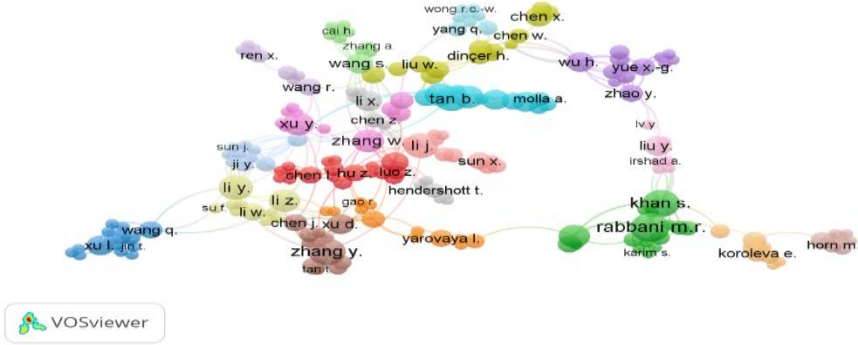 wong r.c.-w.
chen x.
yang q.
cai h.
chen w.
zhang a.
ren x.
dinçer h.
wang s.
liu w.
wu h.
yue x.-g.
wang r.
li x.
tan b.
molla a.
zhao y.
chen z.
xu y.
lv y
zhang w.
li j.
liu y.
sun j.
ji y.
sun x.
irshad a.
chen l.
hu z.
luo z.
li y.
hendershott t.
li z.
gao r.
khan s.
su f.
li w.
chen j.
xu d.
rabbani m.r.
wang q.
xu l.
jin t.
yarovaya l.
horn m.
zhang y.
karim s.
koroleva e.
tan t.
VOSviewer